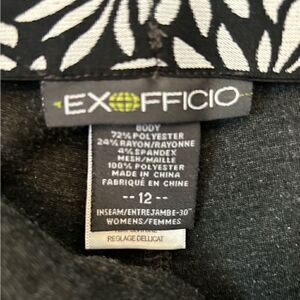 EXOFFICIO
BODY
72% POLYESTER
24% RAYON/RAYONNE
4% SPANDEX
MESH/MAILLE
100% POLYESTER
MADE IN CHINA
FABRIQUÉ EN CHINE
-- 12 --
INSEAM/ENTREJAMBE-30"
WOMENS/FEMMES
REGLAGE DELLICAT